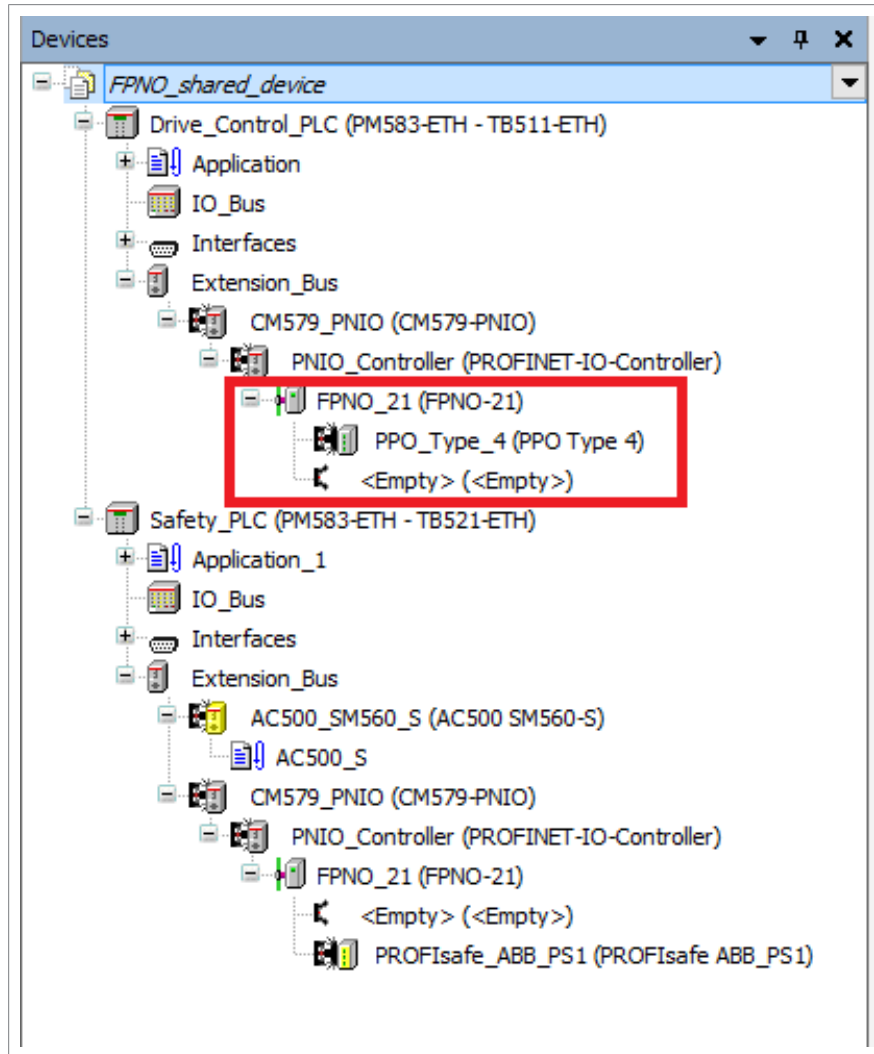 Devices
FPNO_shared_device
Drive_Control_PLC (PM583-ETH - TB511-ETH)
Application
IO_Bus
Interfaces
Extension_Bus
CM579_PNIO (CM579-PNIO)
PNIO_Controller (PROFINET-IO-Controller)
FPNO_21 (FPNO-21)
PPO_Type_4 (PPO Type 4)
<Empty> (<Empty>)
Safety_PLC (PM583-ETH - TB521-ETH)
Application_1
IO_Bus
Interfaces
Extension_Bus
AC500_SM560_S (AC500 SM560-S)
AC500_S
CM579_PNIO (CM579-PNIO)
PNIO_Controller (PROFINET-IO-Controller)
FPNO_21 (FPNO-21)
<Empty> (<Empty>)
PROFIsafe_ABB_PS1 (PROFIsafe ABB_PS1)